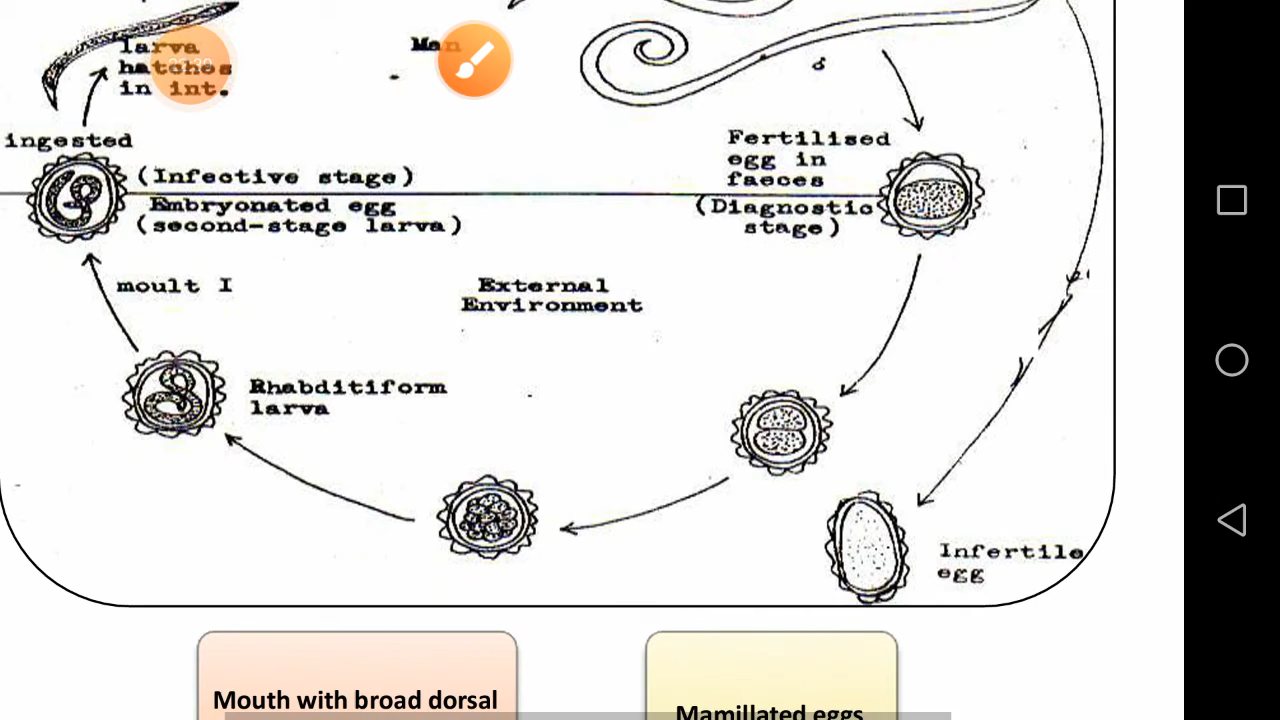 larva
hatches
in int.
Man
ingested
(Infective stage)
Embryonated egg
(second-stage larva)
Fertilised
egg in
faeces
(Diagnostic
stage)
moult I
External
Environment
Rhabditiform
larva
Infertile
egg
Mouth with broad dorsal
Mamillated eggs